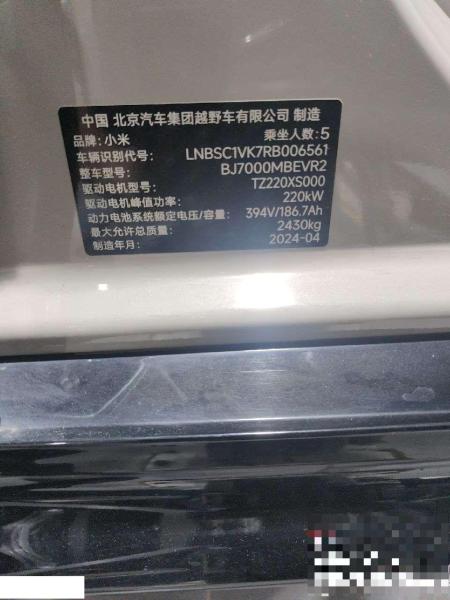 中国 北京汽车集团越野车有限公司 制造
品牌：小米 乘坐人数：5
车辆识别代号： LNBSC1VK7RB006561
整车型号： BJ7000MBEVR2
驱动电机型号： TZ220XS000
驱动电机峰值功率： 220kW
动力电池系统额定电压/容量： 394V/186.7Ah
最大允许总质量： 2430kg
制造年月： 2024-04